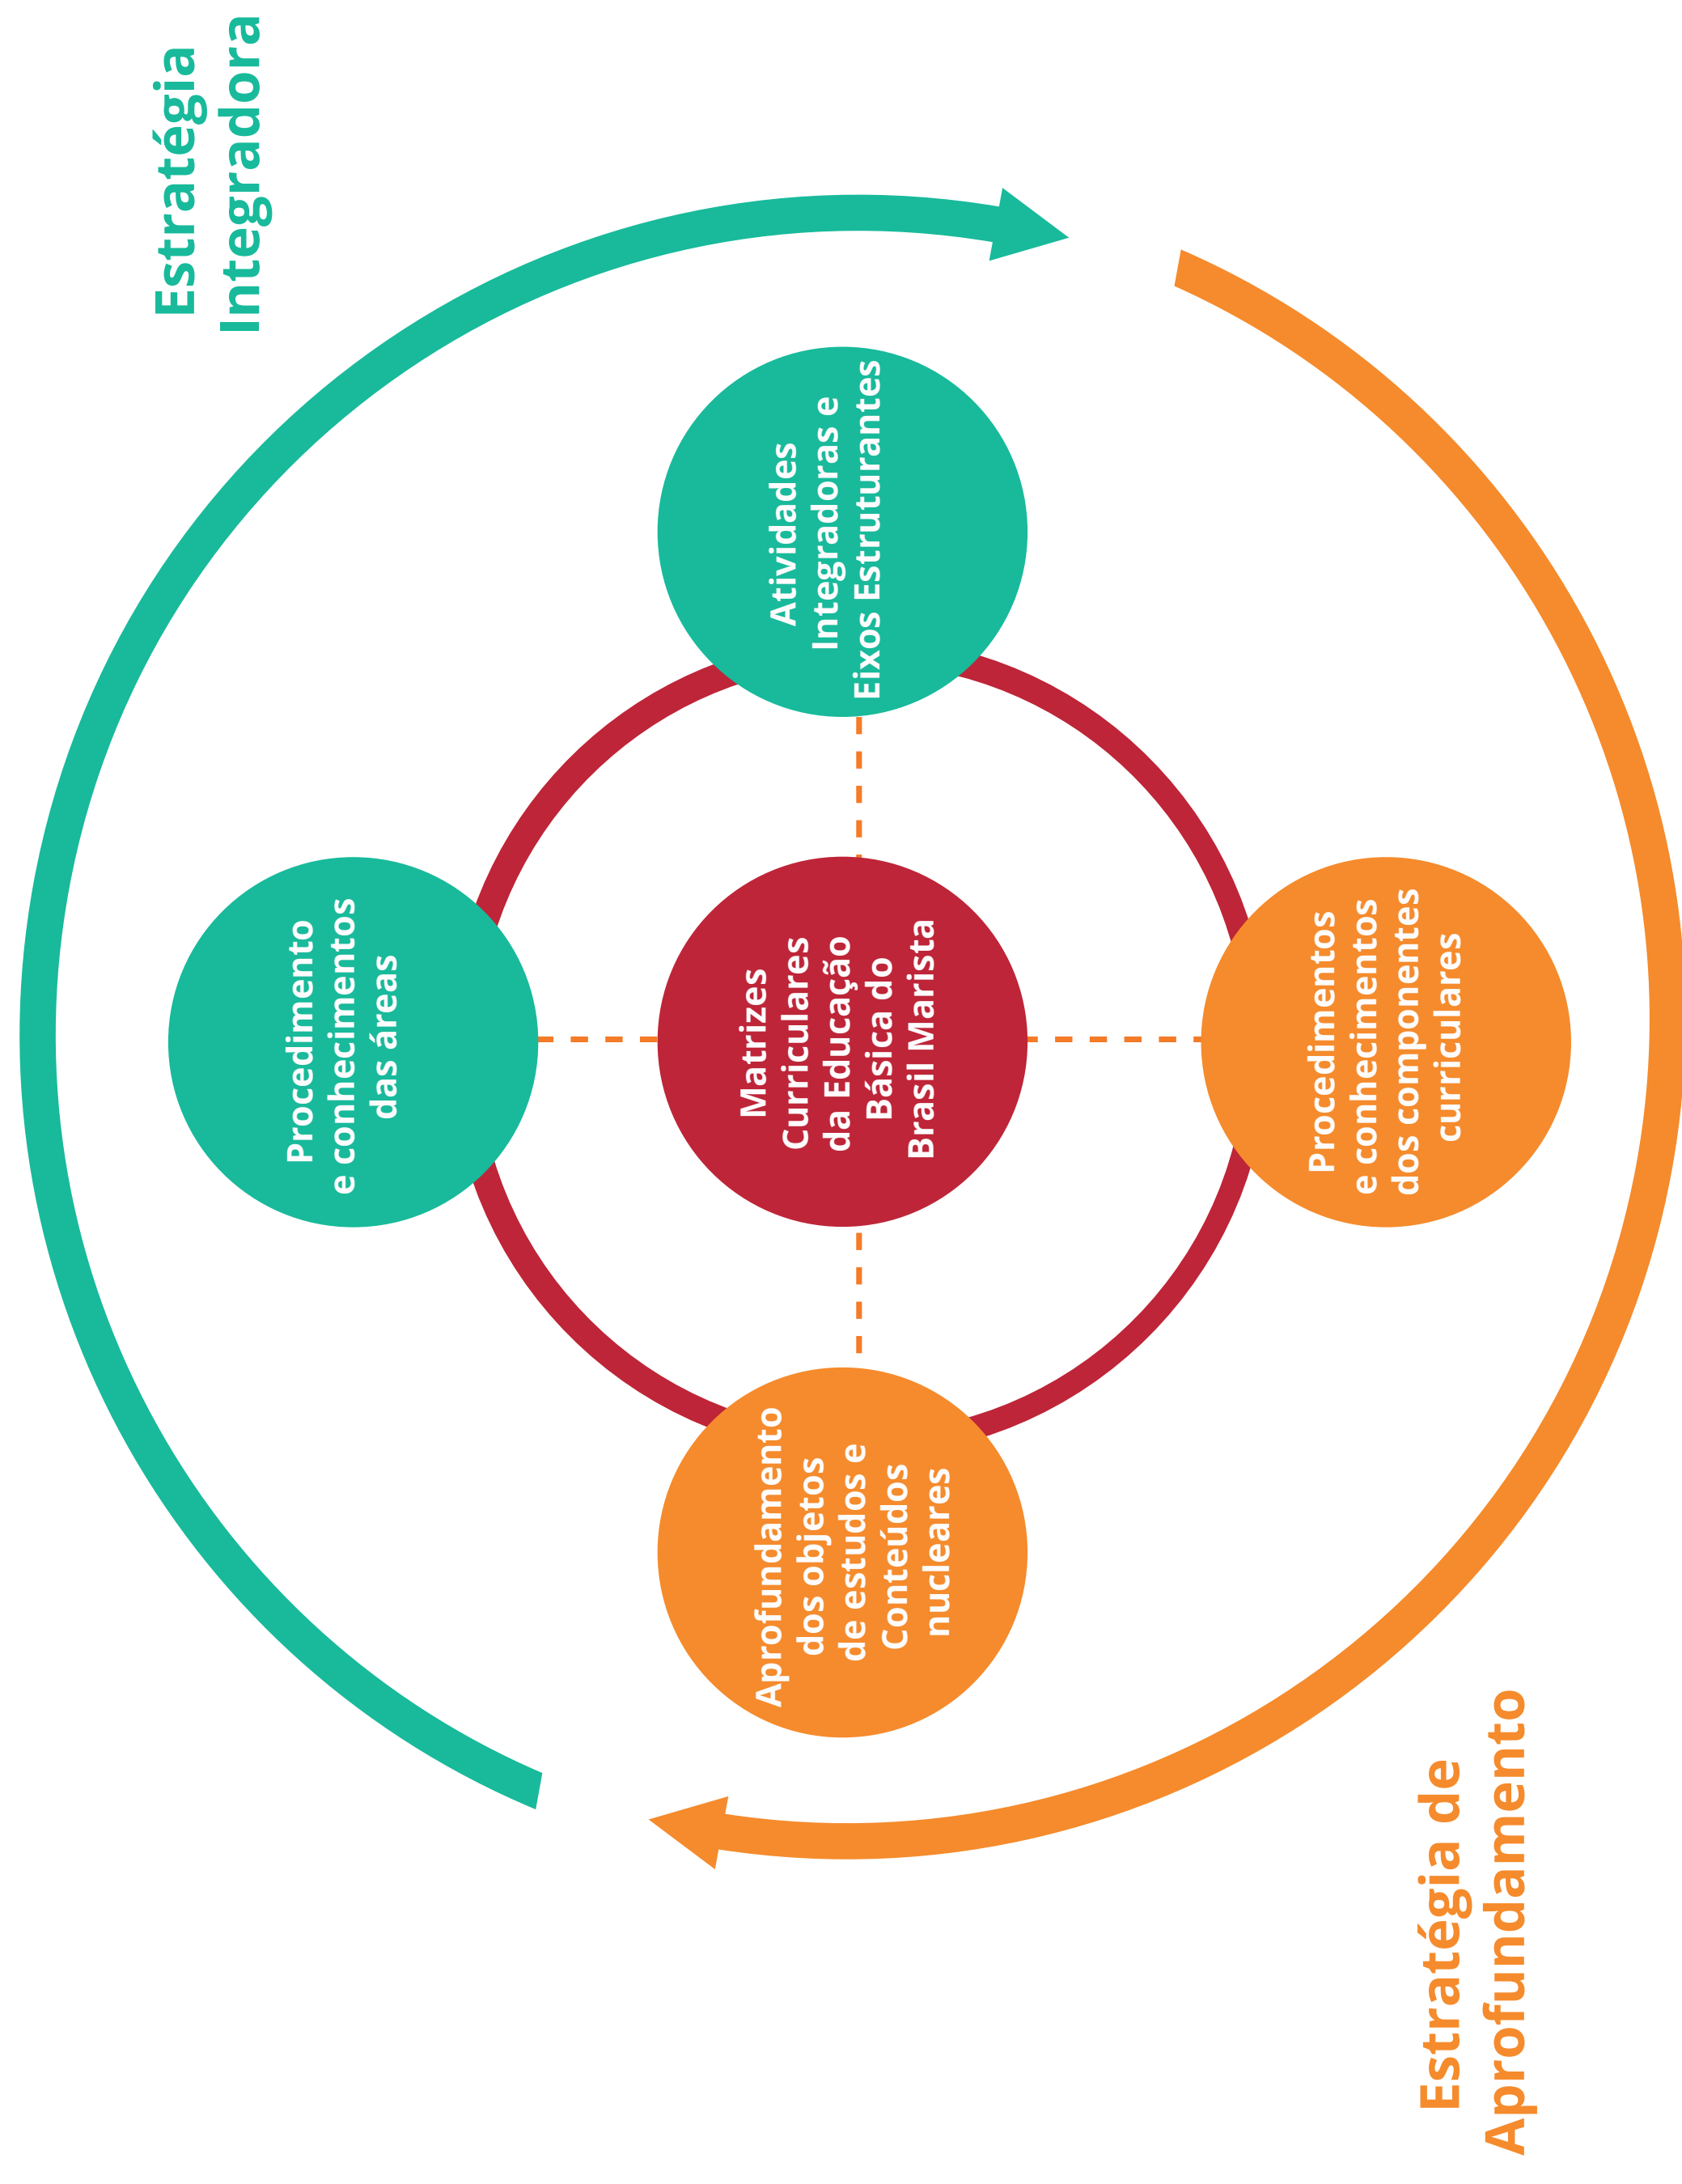 Estratégia
Integradora
Procedimento
e conhecimentos
das áreas
Atividades
Integradoras e
Eixos Estruturantes
Matrizes
Curriculares
da Educação
Básica do
Brasil Marista
Aprofundamento
dos objetos
de estudos e
Conteúdos
nucleares
Procedimentos
e conhecimentos
dos componentes
curriculares
Estratégia de
Aprofundamento